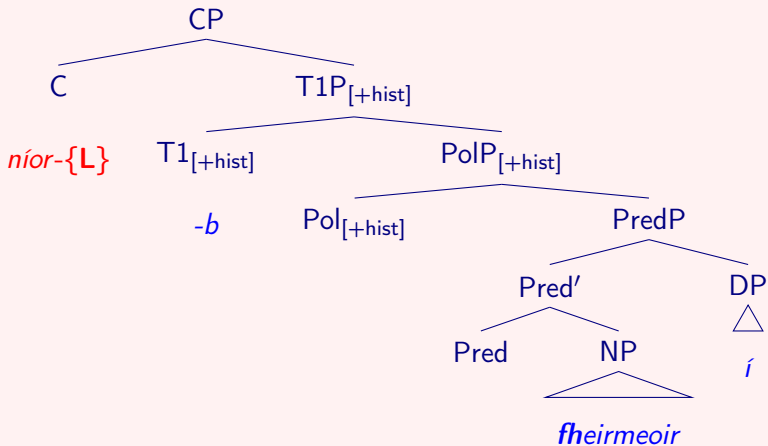 CP
C T1P[+hist]
níor-{L} T1[+hist] PolP[+hist]
-b Pol[+hist] PredP
Pred′ DP
Pred NP í
fheirmeoir